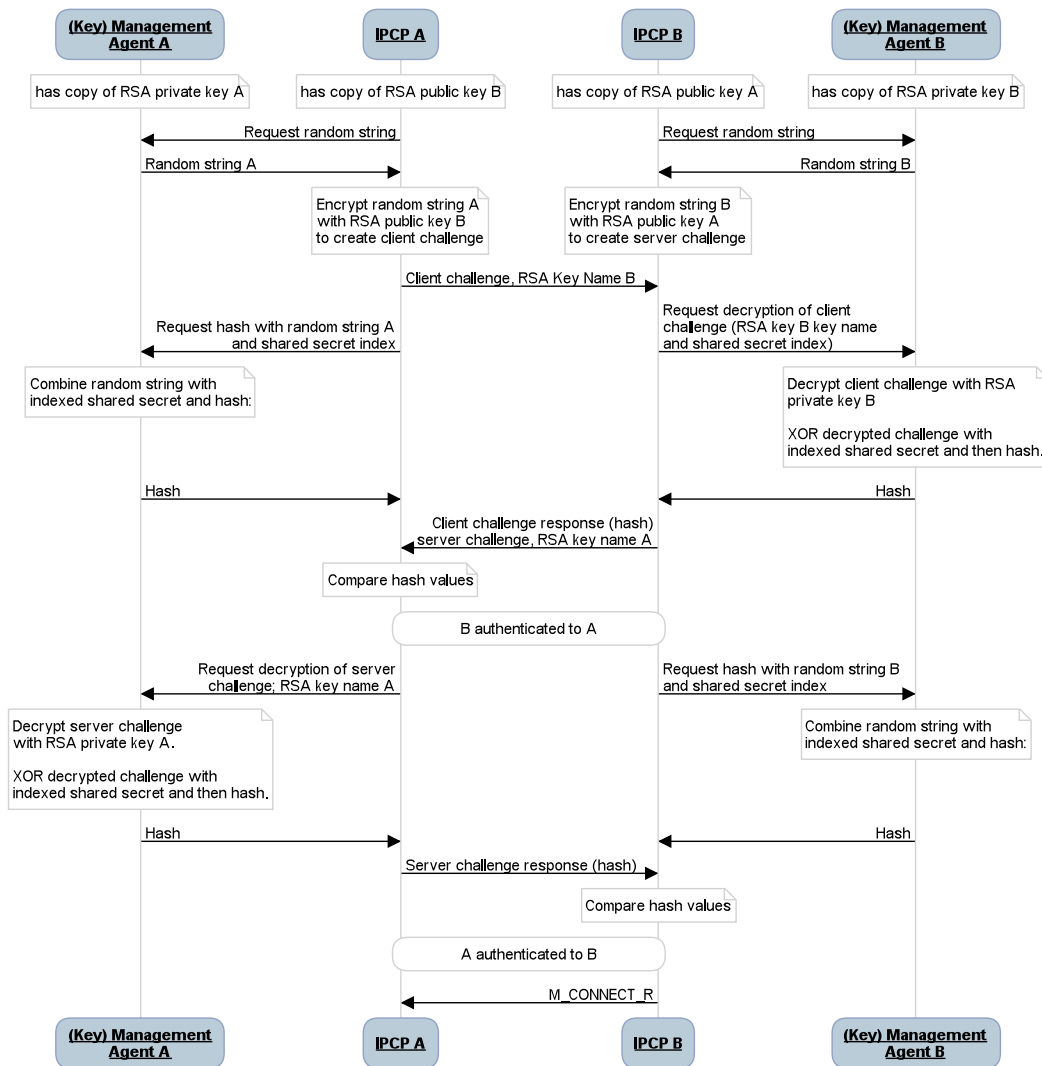 (Key) Management
Agent A
IPCP A
IPCP B
(Key) Management
Agent B
has copy of RSA private key A
has copy of RSA public key B
has copy of RSA public key A
has copy of RSA private key B
Request random string
Request random string
Random string A
Random string B
Encrypt random string A
with RSA public key B
to create client challenge
Encrypt random string B
with RSA public key A
to create server challenge
Client challenge, RSA Key Name B
Request hash with random string A
and shared secret index
Request decryption of client
challenge (RSA key B key name
and shared secret index)
Combine random string with
indexed shared secret and hash:
Decrypt client challenge with RSA
private key B
XOR decrypted challenge with
indexed shared secret and then hash.
Hash
Hash
Client challenge response (hash)
server challenge, RSA key name A
Compare hash values
B authenticated to A
Request decryption of server
challenge; RSA key name A
Request hash with random string B
and shared secret index
Decrypt server challenge
with RSA private key A.
XOR decrypted challenge with
indexed shared secret and then hash.
Combine random string with
indexed shared secret and hash:
Hash
Hash
Server challenge response (hash)
Compare hash values
A authenticated to B
M_CONNECT_R
(Key) Management
Agent A
IPCP A
IPCP B
(Key) Management
Agent B